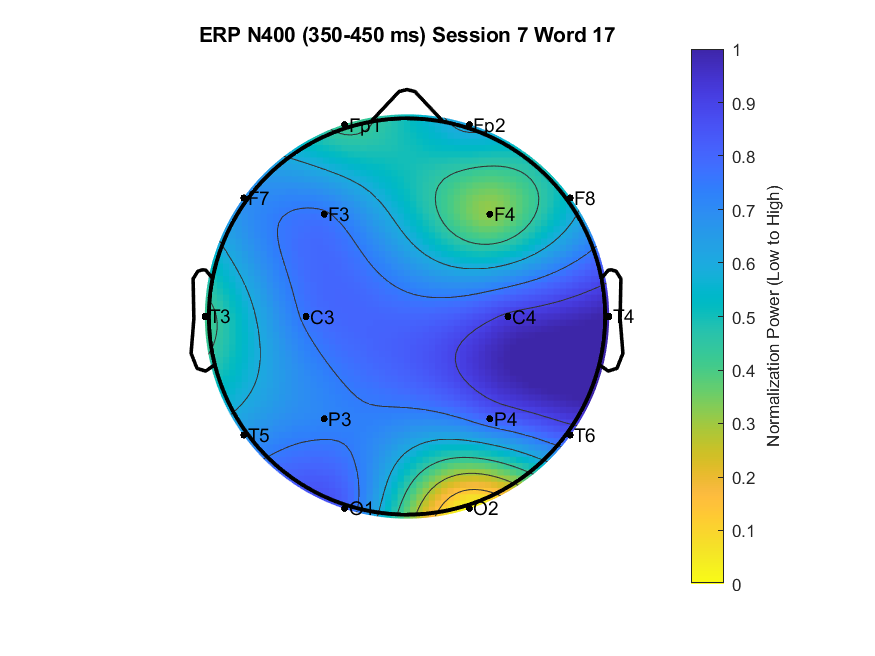 ERP N400 (350-450 ms) Session 7 Word 17
Fp1 Fp2
F7 F8
F3 F4
T3 C3 C4 T4
P3 P4
T5 T6
O1 O2
1
0.9
0.8
0.7
0.6
0.5
0.4
0.3
0.2
0.1
0
Normalization Power (Low to High)